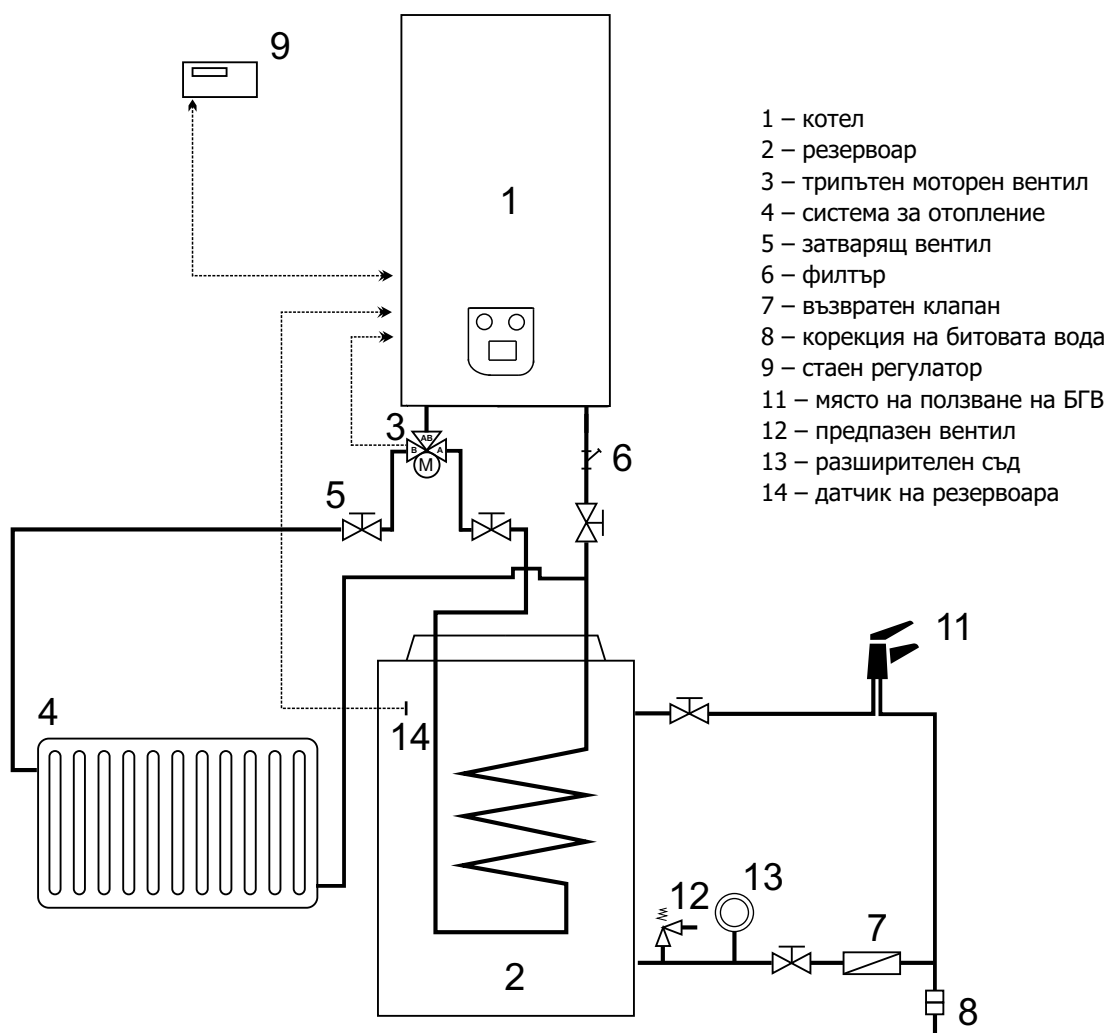 9
1
1 – котел
2 – резервоар
3 – трипътен моторен вентил
4 – система за отопление
5 – затварящ вентил
6 – филтър
7 – възвратен клапан
8 – корекция на битовата вода
9 – стаен регулатор
11 – място на ползване на БГВ
12 – предпазен вентил
13 – разширителен съд
14 – датчик на резервоара
3
AB
B
A
M
6
5
11
4
14
12
13
7
2
8